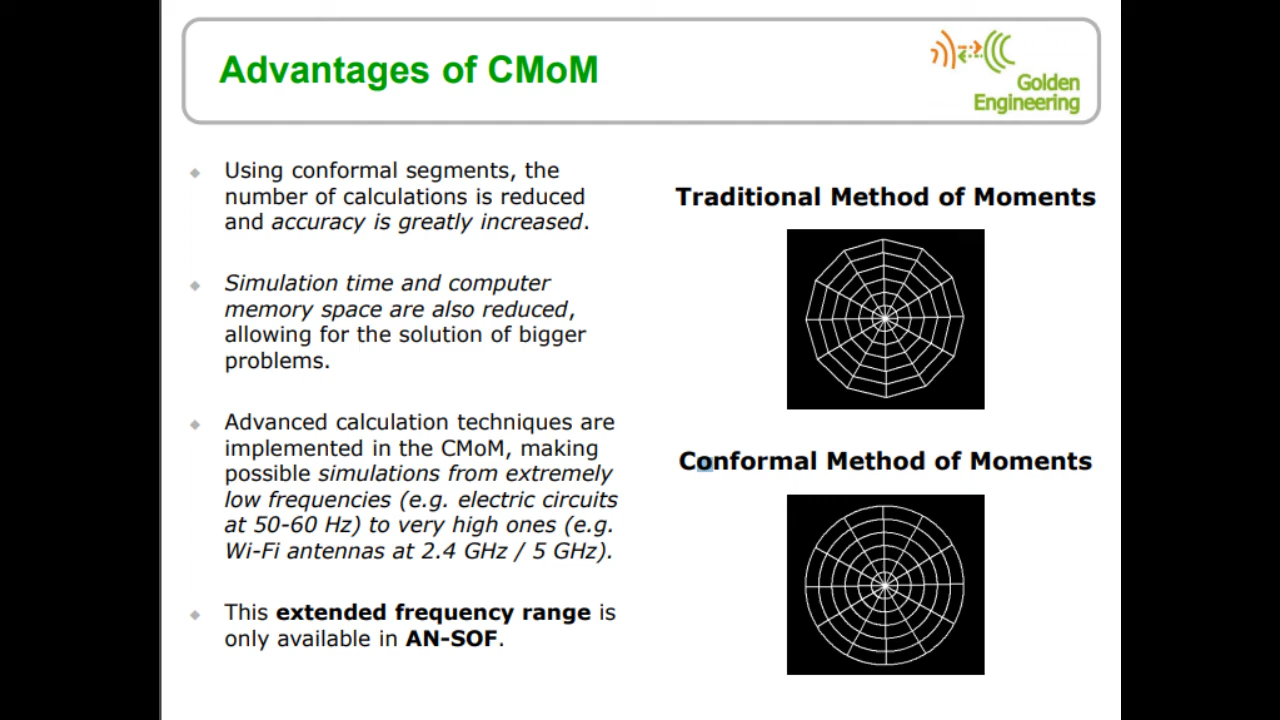 Advantages of CMoM
Golden
Engineering
Using conformal segments, the
number of calculations is reduced
and accuracy is greatly increased.
Simulation time and computer
memory space are also reduced,
allowing for the solution of bigger
problems.
Advanced calculation techniques are
implemented in the CMoM, making
possible simulations from extremely
low frequencies (e.g. electric circuits
at 50-60 Hz) to very high ones (e.g.
Wi-Fi antennas at 2.4 GHz / 5 GHz).
This extended frequency range is
only available in AN-SOF.
Traditional Method of Moments
Conformal Method of Moments